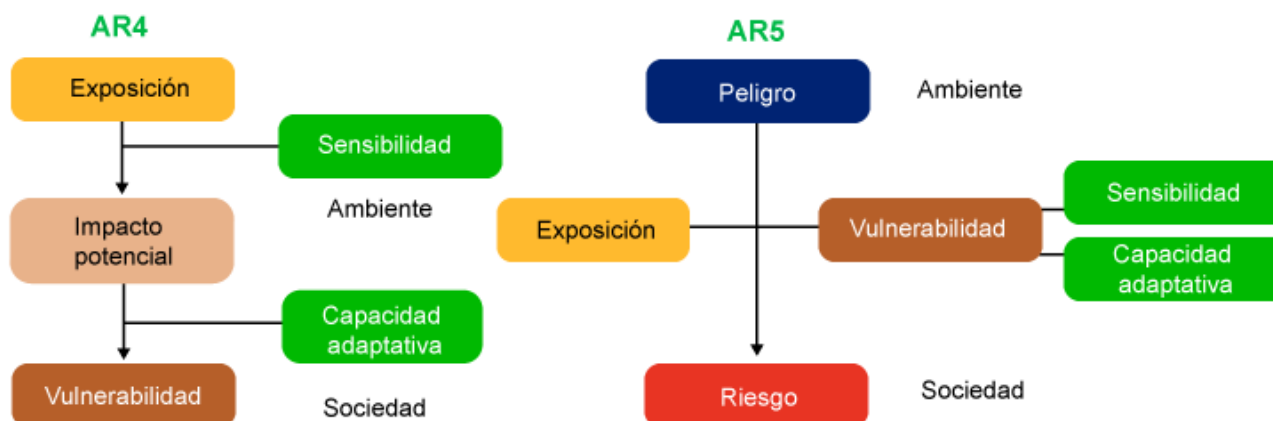 AR4
Exposición
Sensibilidad
Ambiente
Impacto
potencial
Capacidad
adaptativa
Vulnerabilidad
Sociedad
AR5
Peligro
Ambiente
Exposición
Vulnerabilidad
Sensibilidad
Capacidad
adaptativa
Riesgo
Sociedad